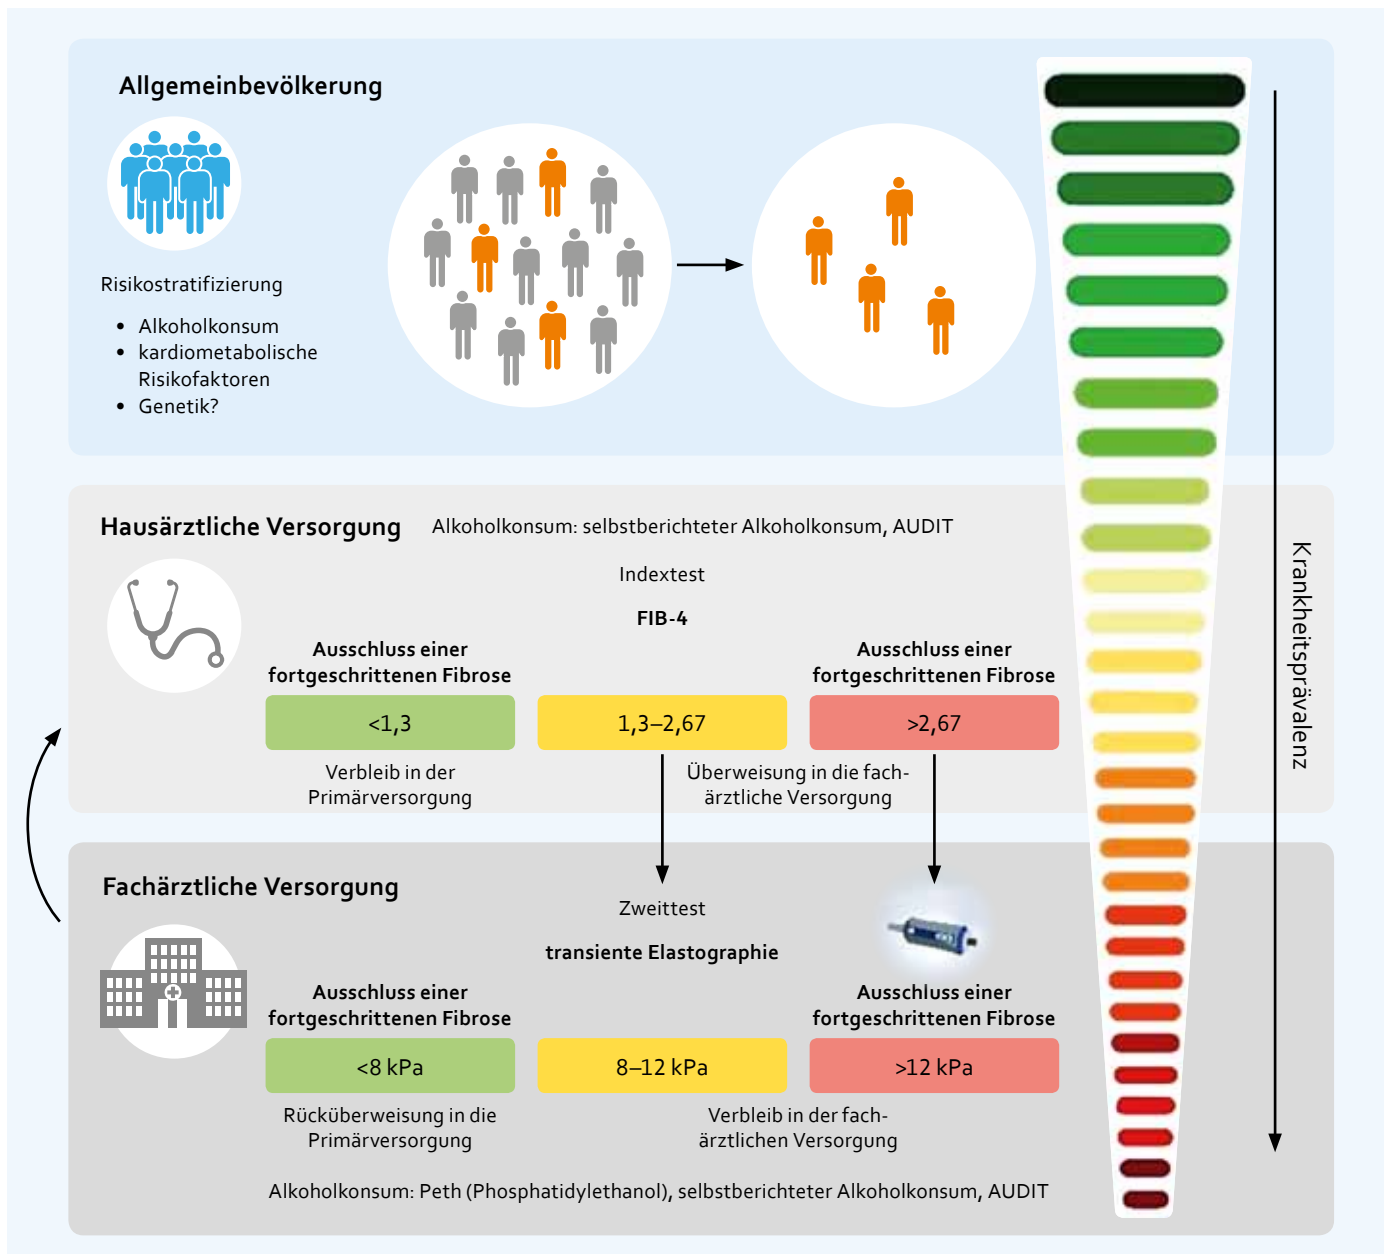 Allgemeinbevölkerung
Risikostratifizierung
• Alkoholkonsum
• kardiometabolische
Risikofaktoren
• Genetik?
Hausärztliche Versorgung
Alkoholkonsum: selbstberichteter Alkoholkonsum, AUDIT
Indextest
FIB-4
Ausschluss einer
fortgeschrittenen Fibrose
Ausschluss einer
fortgeschrittenen Fibrose
<1,3
1,3–2,67
>2,67
Verbleib in der
Primärversorgung
Überweisung in die fach-
ärztliche Versorgung
Krankheitsprävalenz
Fachärztliche Versorgung
Zweittest
transiente Elastographie
Ausschluss einer
fortgeschrittenen Fibrose
Ausschluss einer
fortgeschrittenen Fibrose
<8 kPa
8–12 kPa
>12 kPa
Rücküberweisung in die
Primärversorgung
Verbleib in der fach-
ärztlichen Versorgung
Alkoholkonsum: Peth (Phosphatidylethanol), selbstberichteter Alkoholkonsum, AUDIT